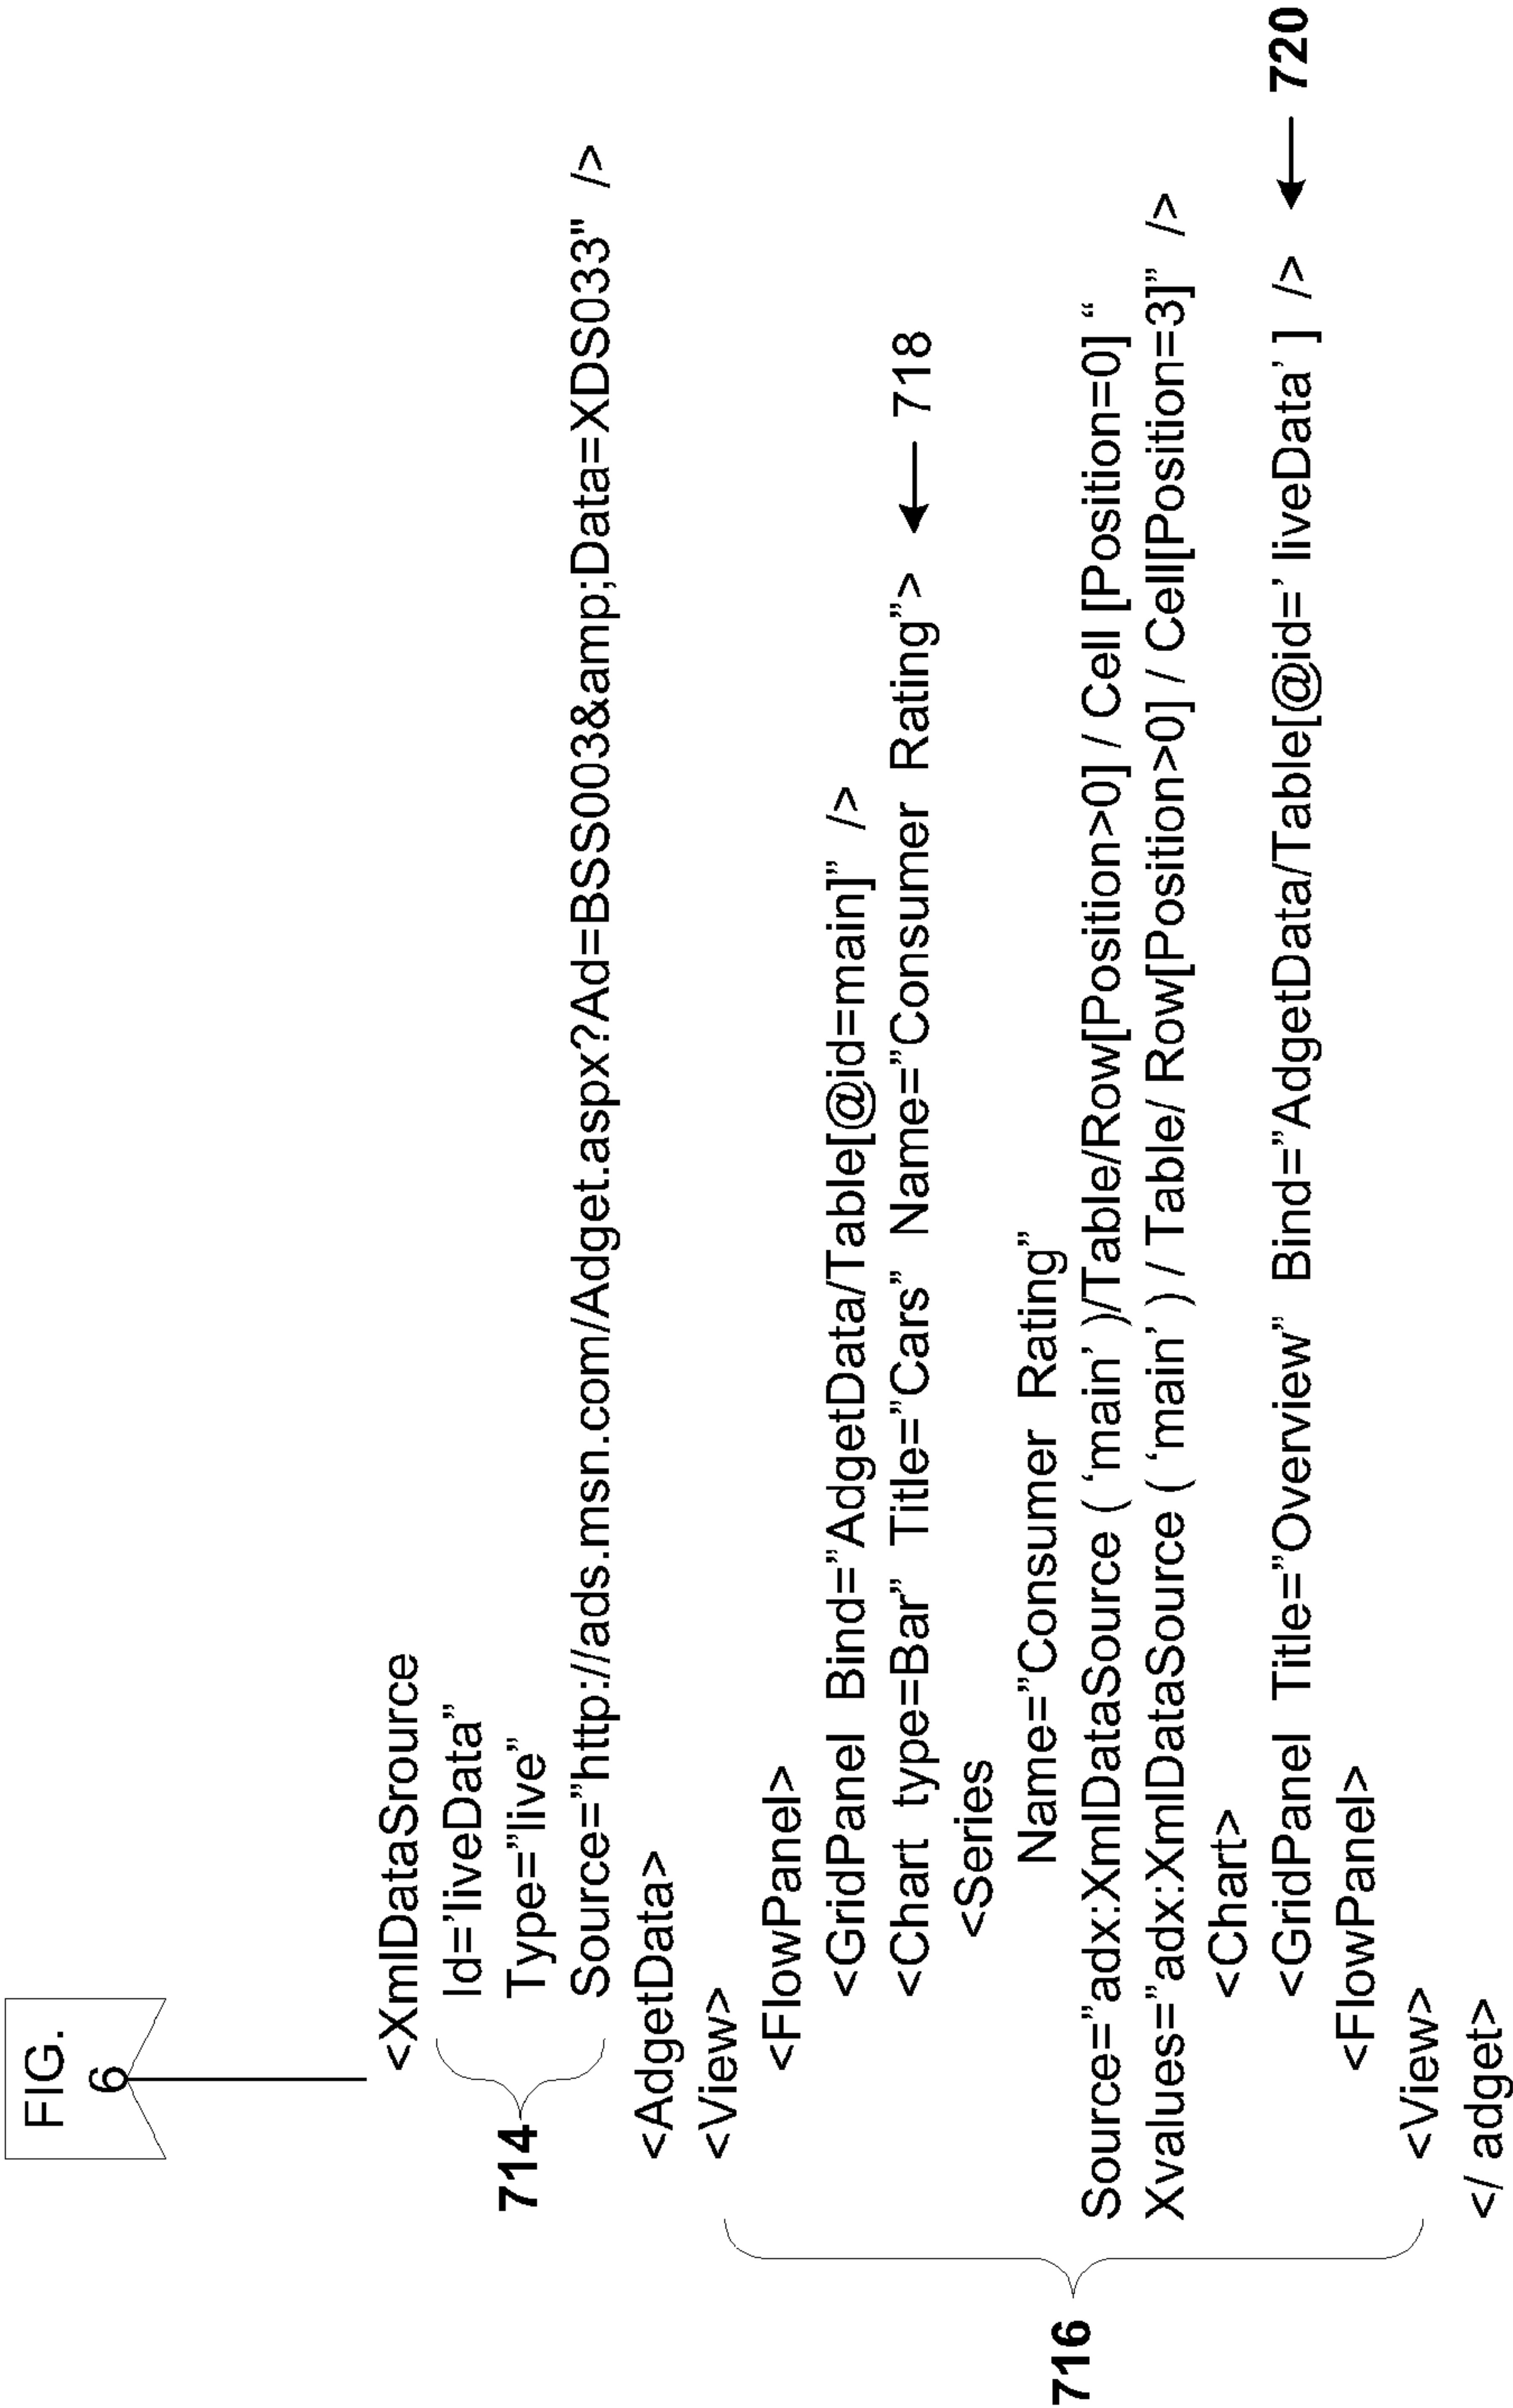 FIG.
6
<XmlDataSrource
714
Id='liveData”
Type=”live”
Source=”http://ads.msn.com/Adget.aspx?Ad=BSS003&amp;Data=XDS033" />
<AdgetData>
<View>
716
<FlowPanel>
<GridPanel Bind=”AdgetData/Table[@id=main]” />
<Chart type=Bar” Title=”Cars” Name=”Consumer Rating”> 718
<Series
Name=”Consumer Rating”
Source=”adx:XmlDataSource ( ‘main’ )/Table/Row[Position>0] / Cell [Position=0] “
Xvalues=”adx:XmlDataSource ( ‘main’ ) / Table/ Row[Position>0] / Cell[Position=3]” />
<Chart>
<GridPanel Title=”Overview” Bind=”AdgetData/Table[@id=’ liveData’ ] /> 720
<FlowPanel>
<View>
</ adget>